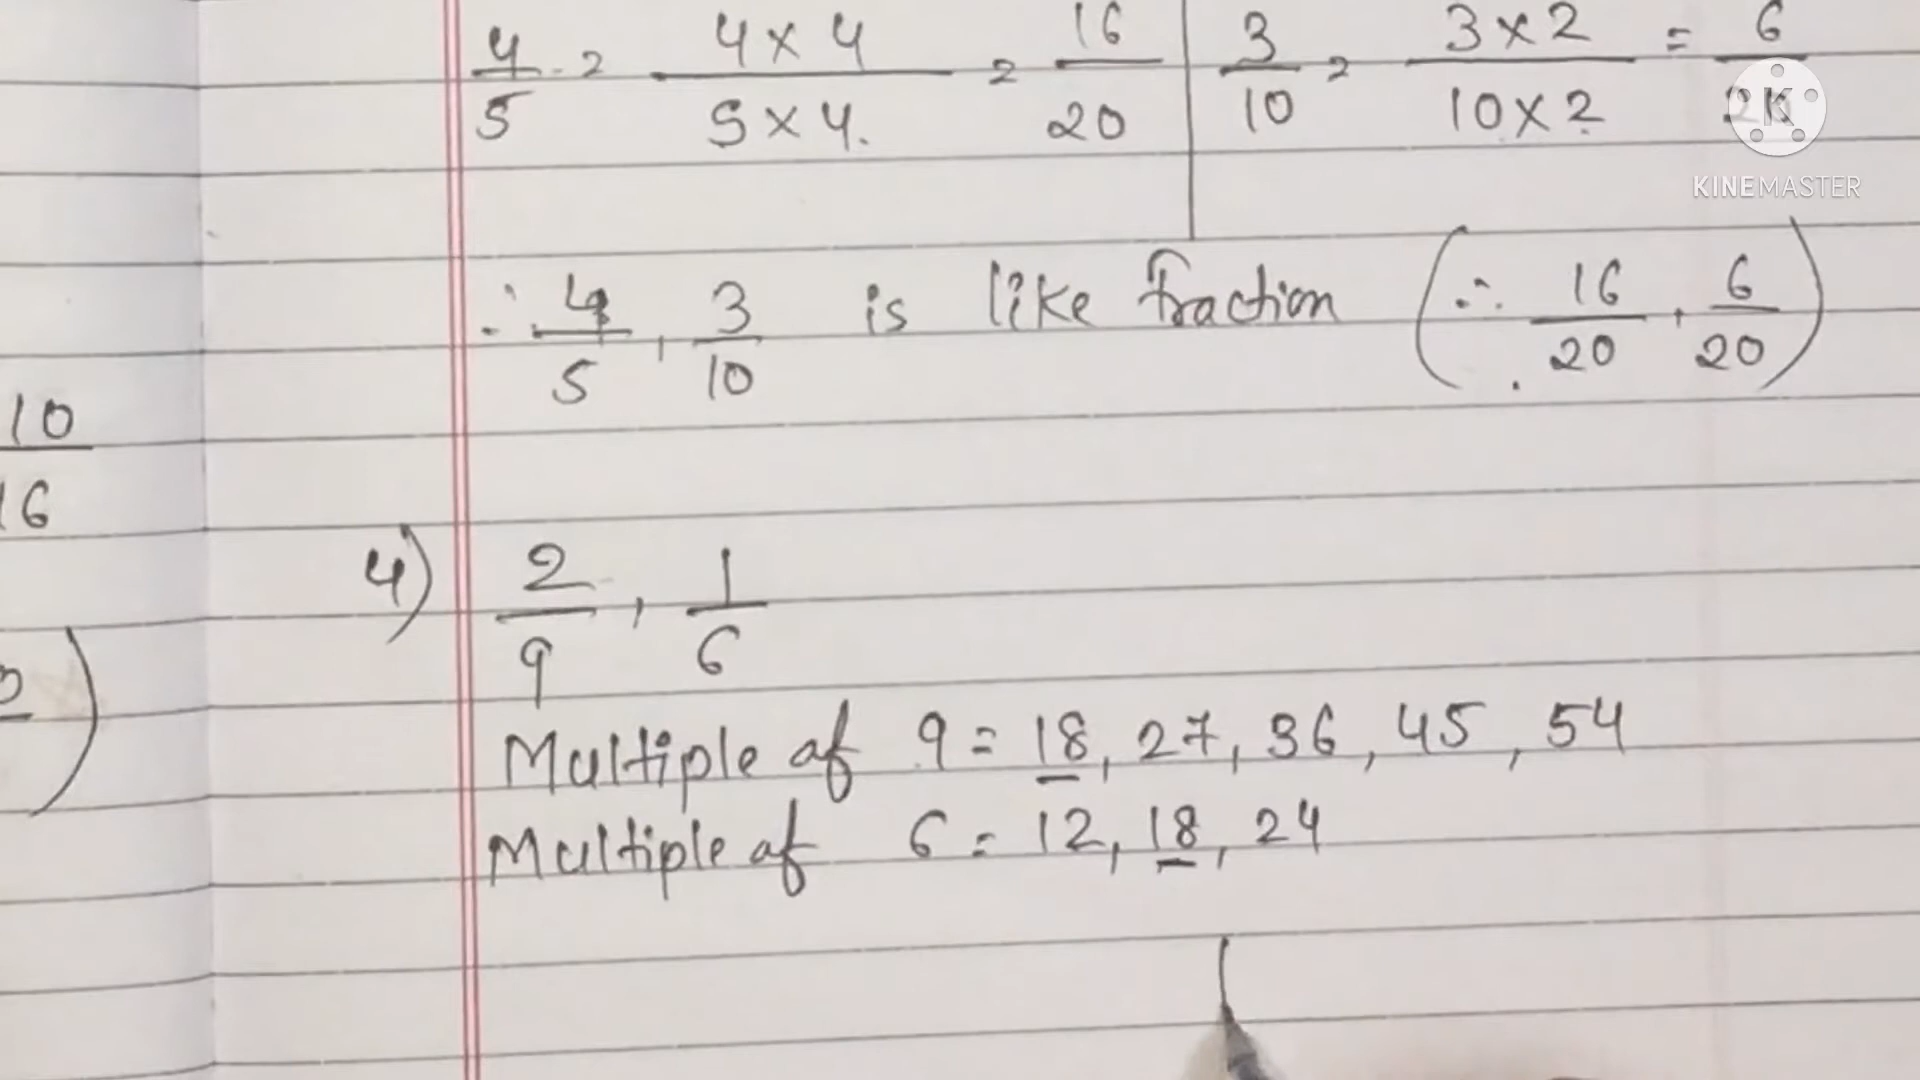 4/5 = 4×4 / 5×4. = 16/20 | 3/10 = 3×2 / 10×2 = 6/
KINEMASTER
∴ 4/5, 3/10 is like fraction (∴ 16/20, 6/20)
10/16
4) 2/9, 1/6
Multiple of 9 = 18, 27, 36, 45, 54
Multiple of 6 = 12, 18, 24